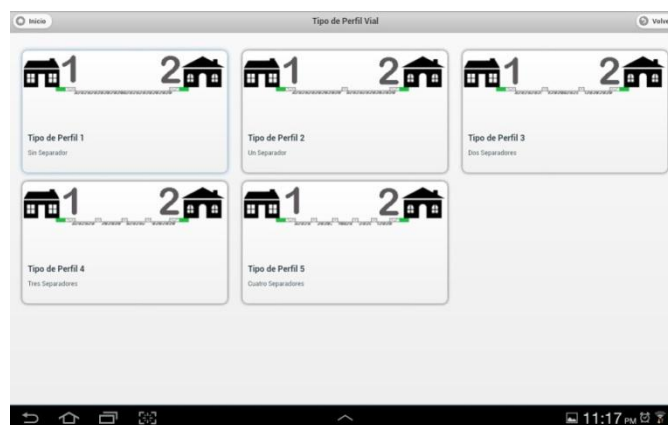 Inicio
Tipo de Perfil Vial
Volve
1 2
Tipo de Perfil 1
Sin Separador
1 2
Tipo de Perfil 2
Un Separador
1 2
Tipo de Perfil 3
Dos Separadores
1 2
Tipo de Perfil 4
Tres Separadores
1 2
Tipo de Perfil 5
Cuatro Separadores
11:17 PM